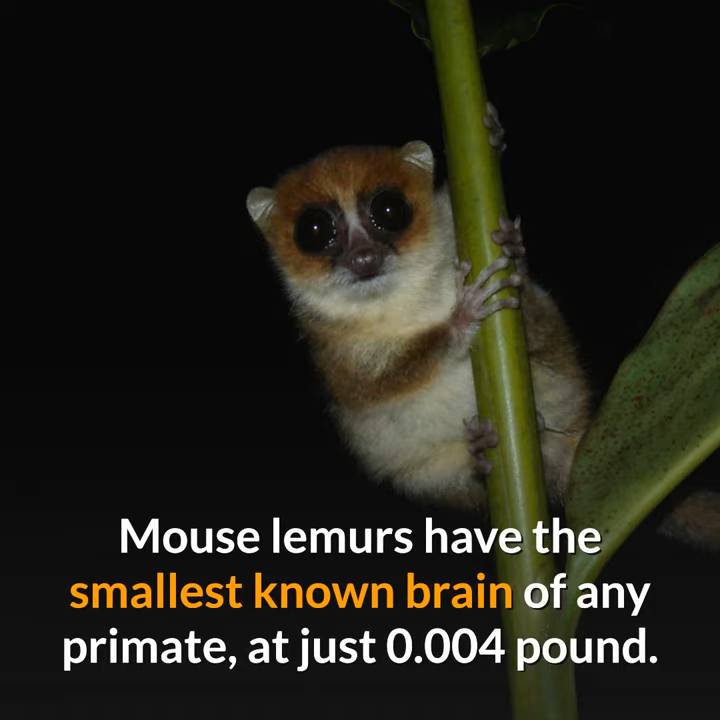 Mouse lemurs have the
smallest known brain of any
primate, at just 0.004 pound.